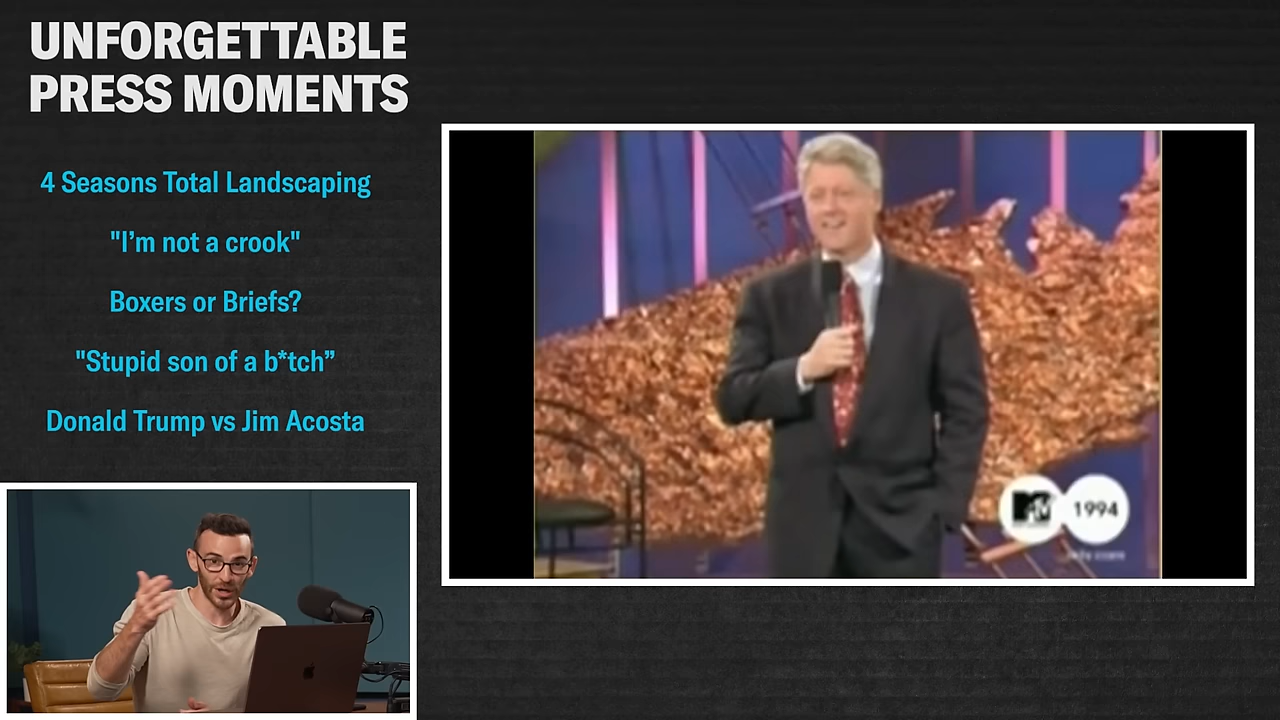 UNFORGETTABLE
PRESS MOMENTS
4 Seasons Total Landscaping
"I’m not a crook"
Boxers or Briefs?
"Stupid son of a b*tch”
Donald Trump vs Jim Acosta
MTV
1994